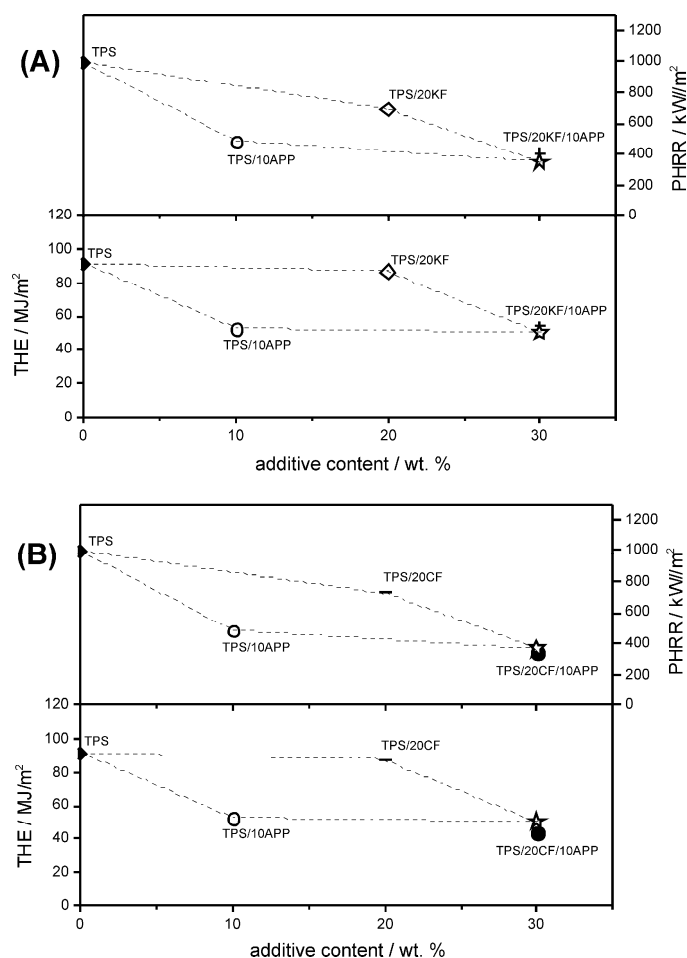 (A)
TPS
TPS/20KF
TPS/10APP
TPS/20KF/10APP
1200
1000
800
600
400
200
0
PHRR / kW//m²
120
100
80
60
40
20
0
THE / MJ/m²
TPS
TPS/20KF
TPS/10APP
TPS/20KF/10APP
0 10 20 30
additive content / wt. %
(B)
TPS
TPS/20CF
TPS/10APP
TPS/20CF/10APP
1200
1000
800
600
400
200
0
PHRR / kW//m²
120
100
80
60
40
20
0
THE / MJ/m²
TPS
TPS/20CF
TPS/10APP
TPS/20CF/10APP
0 10 20 30
additive content / wt. %